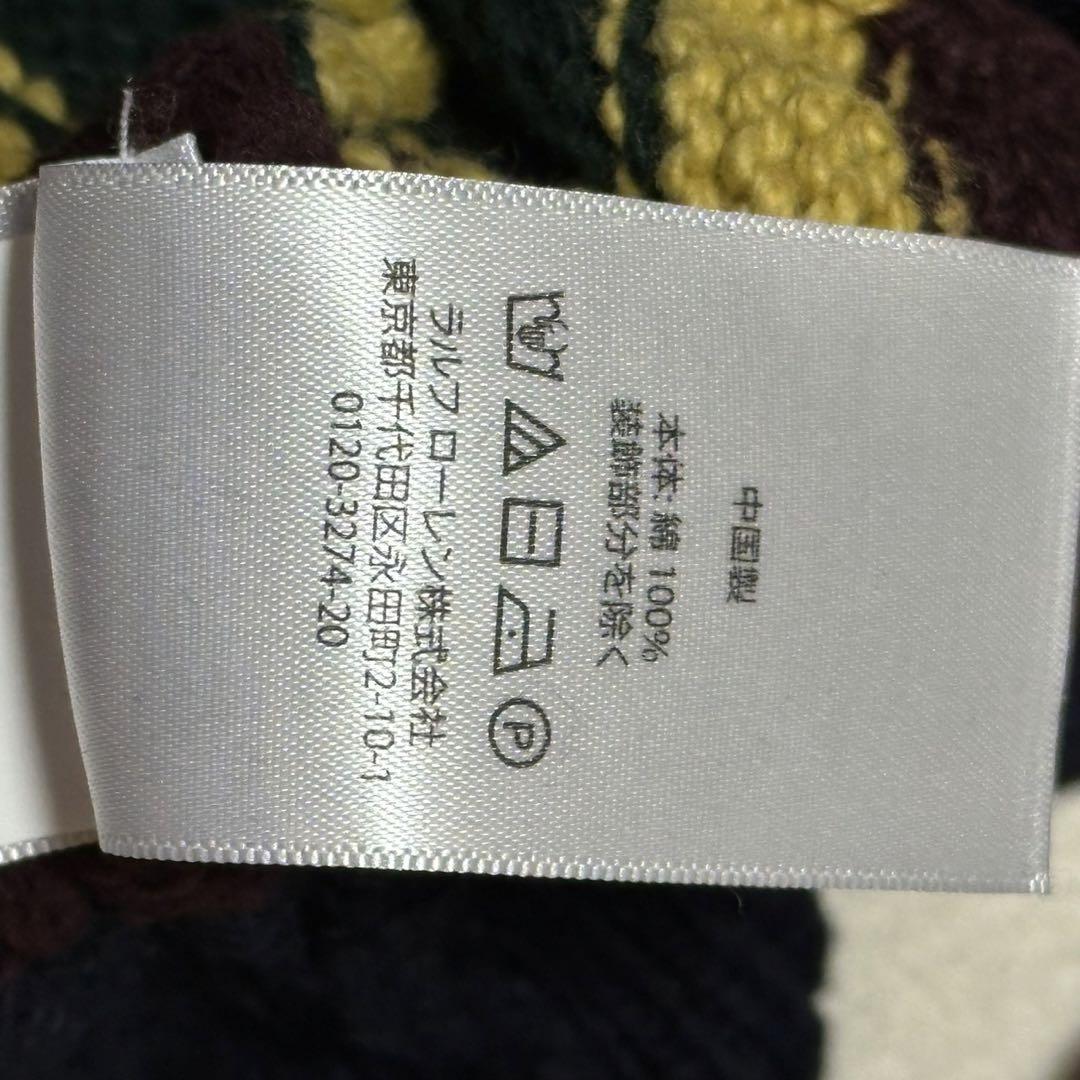 中国製
本体: 綿 100%
装飾部分を除く
P
ラルフ ローレン株式会社
東京都千代田区永田町2-10-1
0120-3274-20